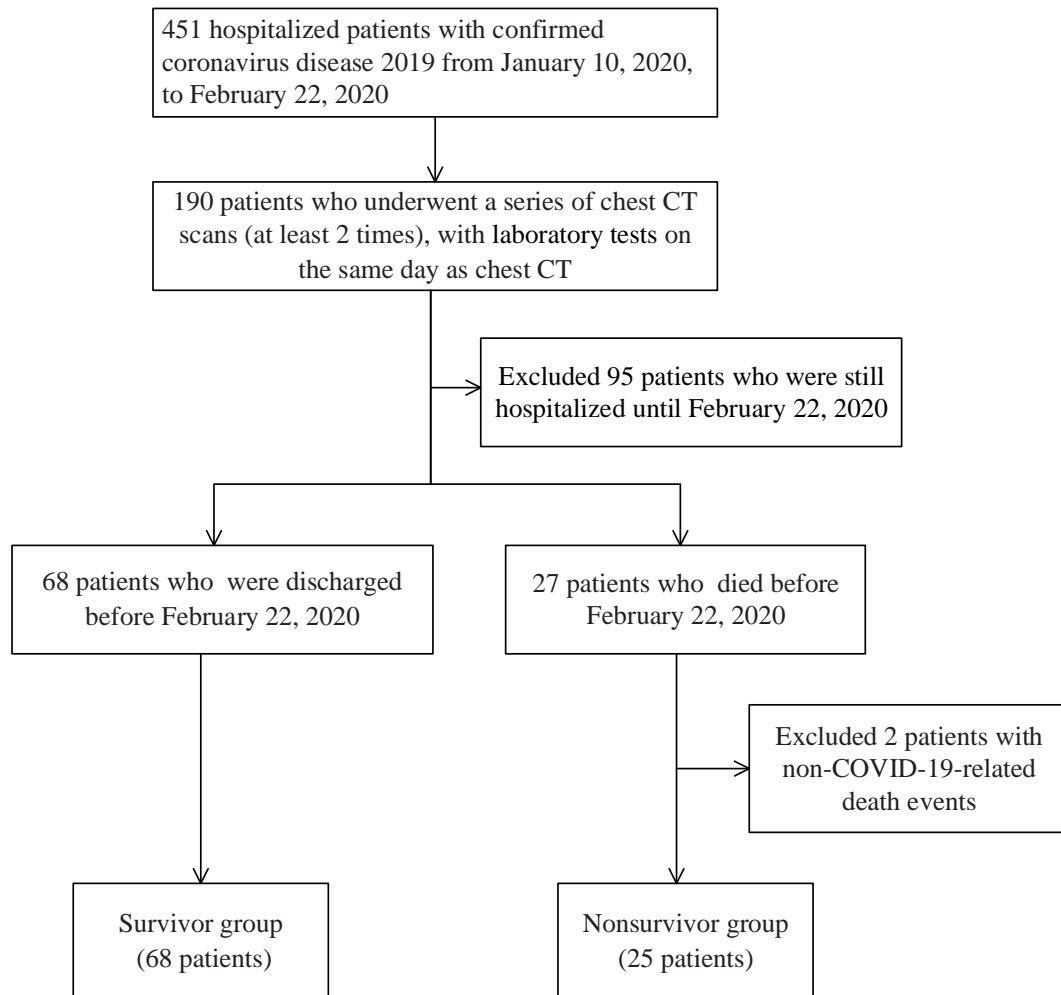 451 hospitalized patients with confirmed
coronavirus disease 2019 from January 10, 2020,
to February 22, 2020
190 patients who underwent a series of chest CT
scans (at least 2 times), with laboratory tests on
the same day as chest CT
Excluded 95 patients who were still
hospitalized until February 22, 2020
68 patients who  were discharged
before February 22, 2020
27 patients who  died before
February 22, 2020
Excluded 2 patients with
non-COVID-19-related
death events
Survivor group
(68 patients)
Nonsurvivor group
(25 patients)